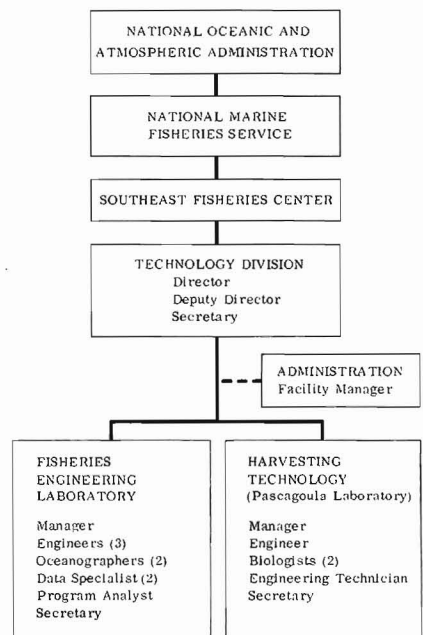 NATIONAL OCEANIC AND
ATMOSPHERIC ADMINISTRATION
NATIONAL MARINE
FISHERIES SERVICE
SOUTHEAST FISHERIES CENTER
TECHNOLOGY DIVISION
Director
Deputy Director
Secretary
ADMINISTRATION
Facility Manager
FISHERIES
ENGINEERING
LABORATORY
Manager
Engineers (3)
Oceanographers (2)
Data Specialist (2)
Program Analyst
Secretary
HARVESTING
TECHNOLOGY
(Pascagoula Laboratory)
Manager
Engineer
Biologists (2)
Engineering Technician
Secretary